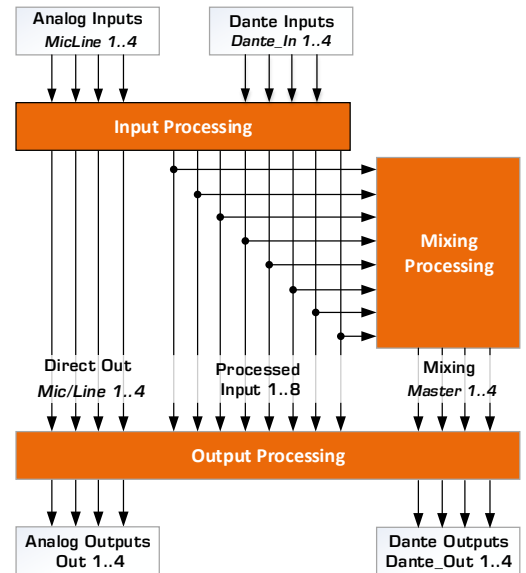 Analog Inputs
MicLine 1..4
Dante Inputs
Dante_In 1..4
Input Processing
Mixing
Processing
Direct Out
Mic/Line 1..4
Processed
Input 1..8
Mixing
Master 1..4
Output Processing
Analog Outputs
Out 1..4
Dante Outputs
Dante_Out 1..4